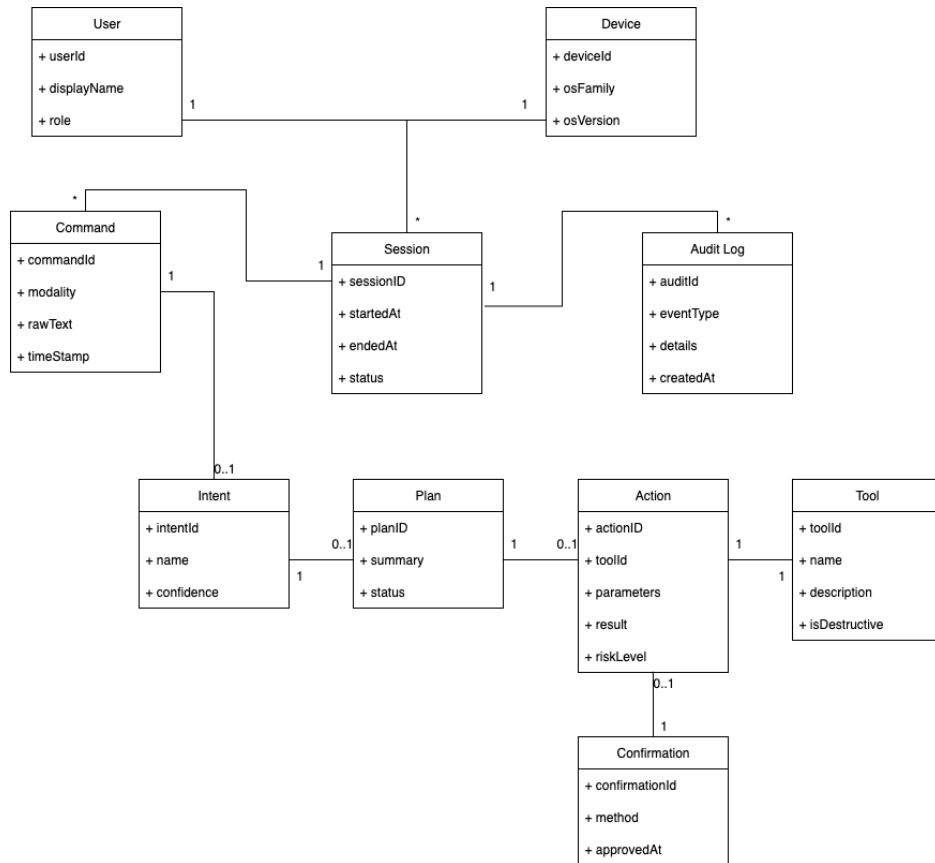 User
+ userId
+ displayName
+ role
Device
+ deviceId
+ osFamily
+ osVersion
1
1
*
*
*
Command
+ commandId
+ modality
+ rawText
+ timeStamp
1
1
1
Session
+ sessionID
+ startedAt
+ endedAt
+ status
Audit Log
+ auditId
+ eventType
+ details
+ createdAt
0..1
Intent
+ intentId
+ name
+ confidence
0..1
1
Plan
+ planID
+ summary
+ status
1
0..1
Action
+ actionID
+ toolId
+ parameters
+ result
+ riskLevel
1
1
Tool
+ toolId
+ name
+ description
+ isDestructive
0..1
1
Confirmation
+ confirmationId
+ method
+ approvedAt